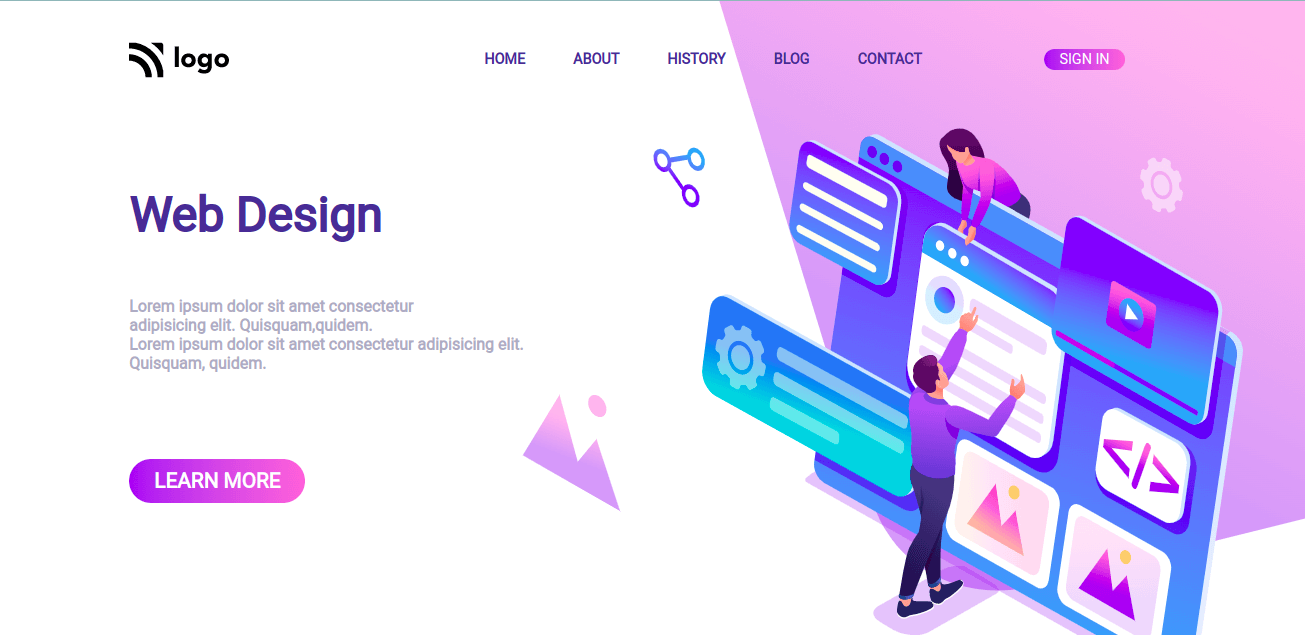 logo
HOME
ABOUT
HISTORY
BLOG
CONTACT
SIGN IN
Web Design
Lorem ipsum dolor sit amet consectetur
adipisicing elit. Quisquam,quidem.
Lorem ipsum dolor sit amet consectetur adipisicing elit.
Quisquam, quidem.
LEARN MORE
</>